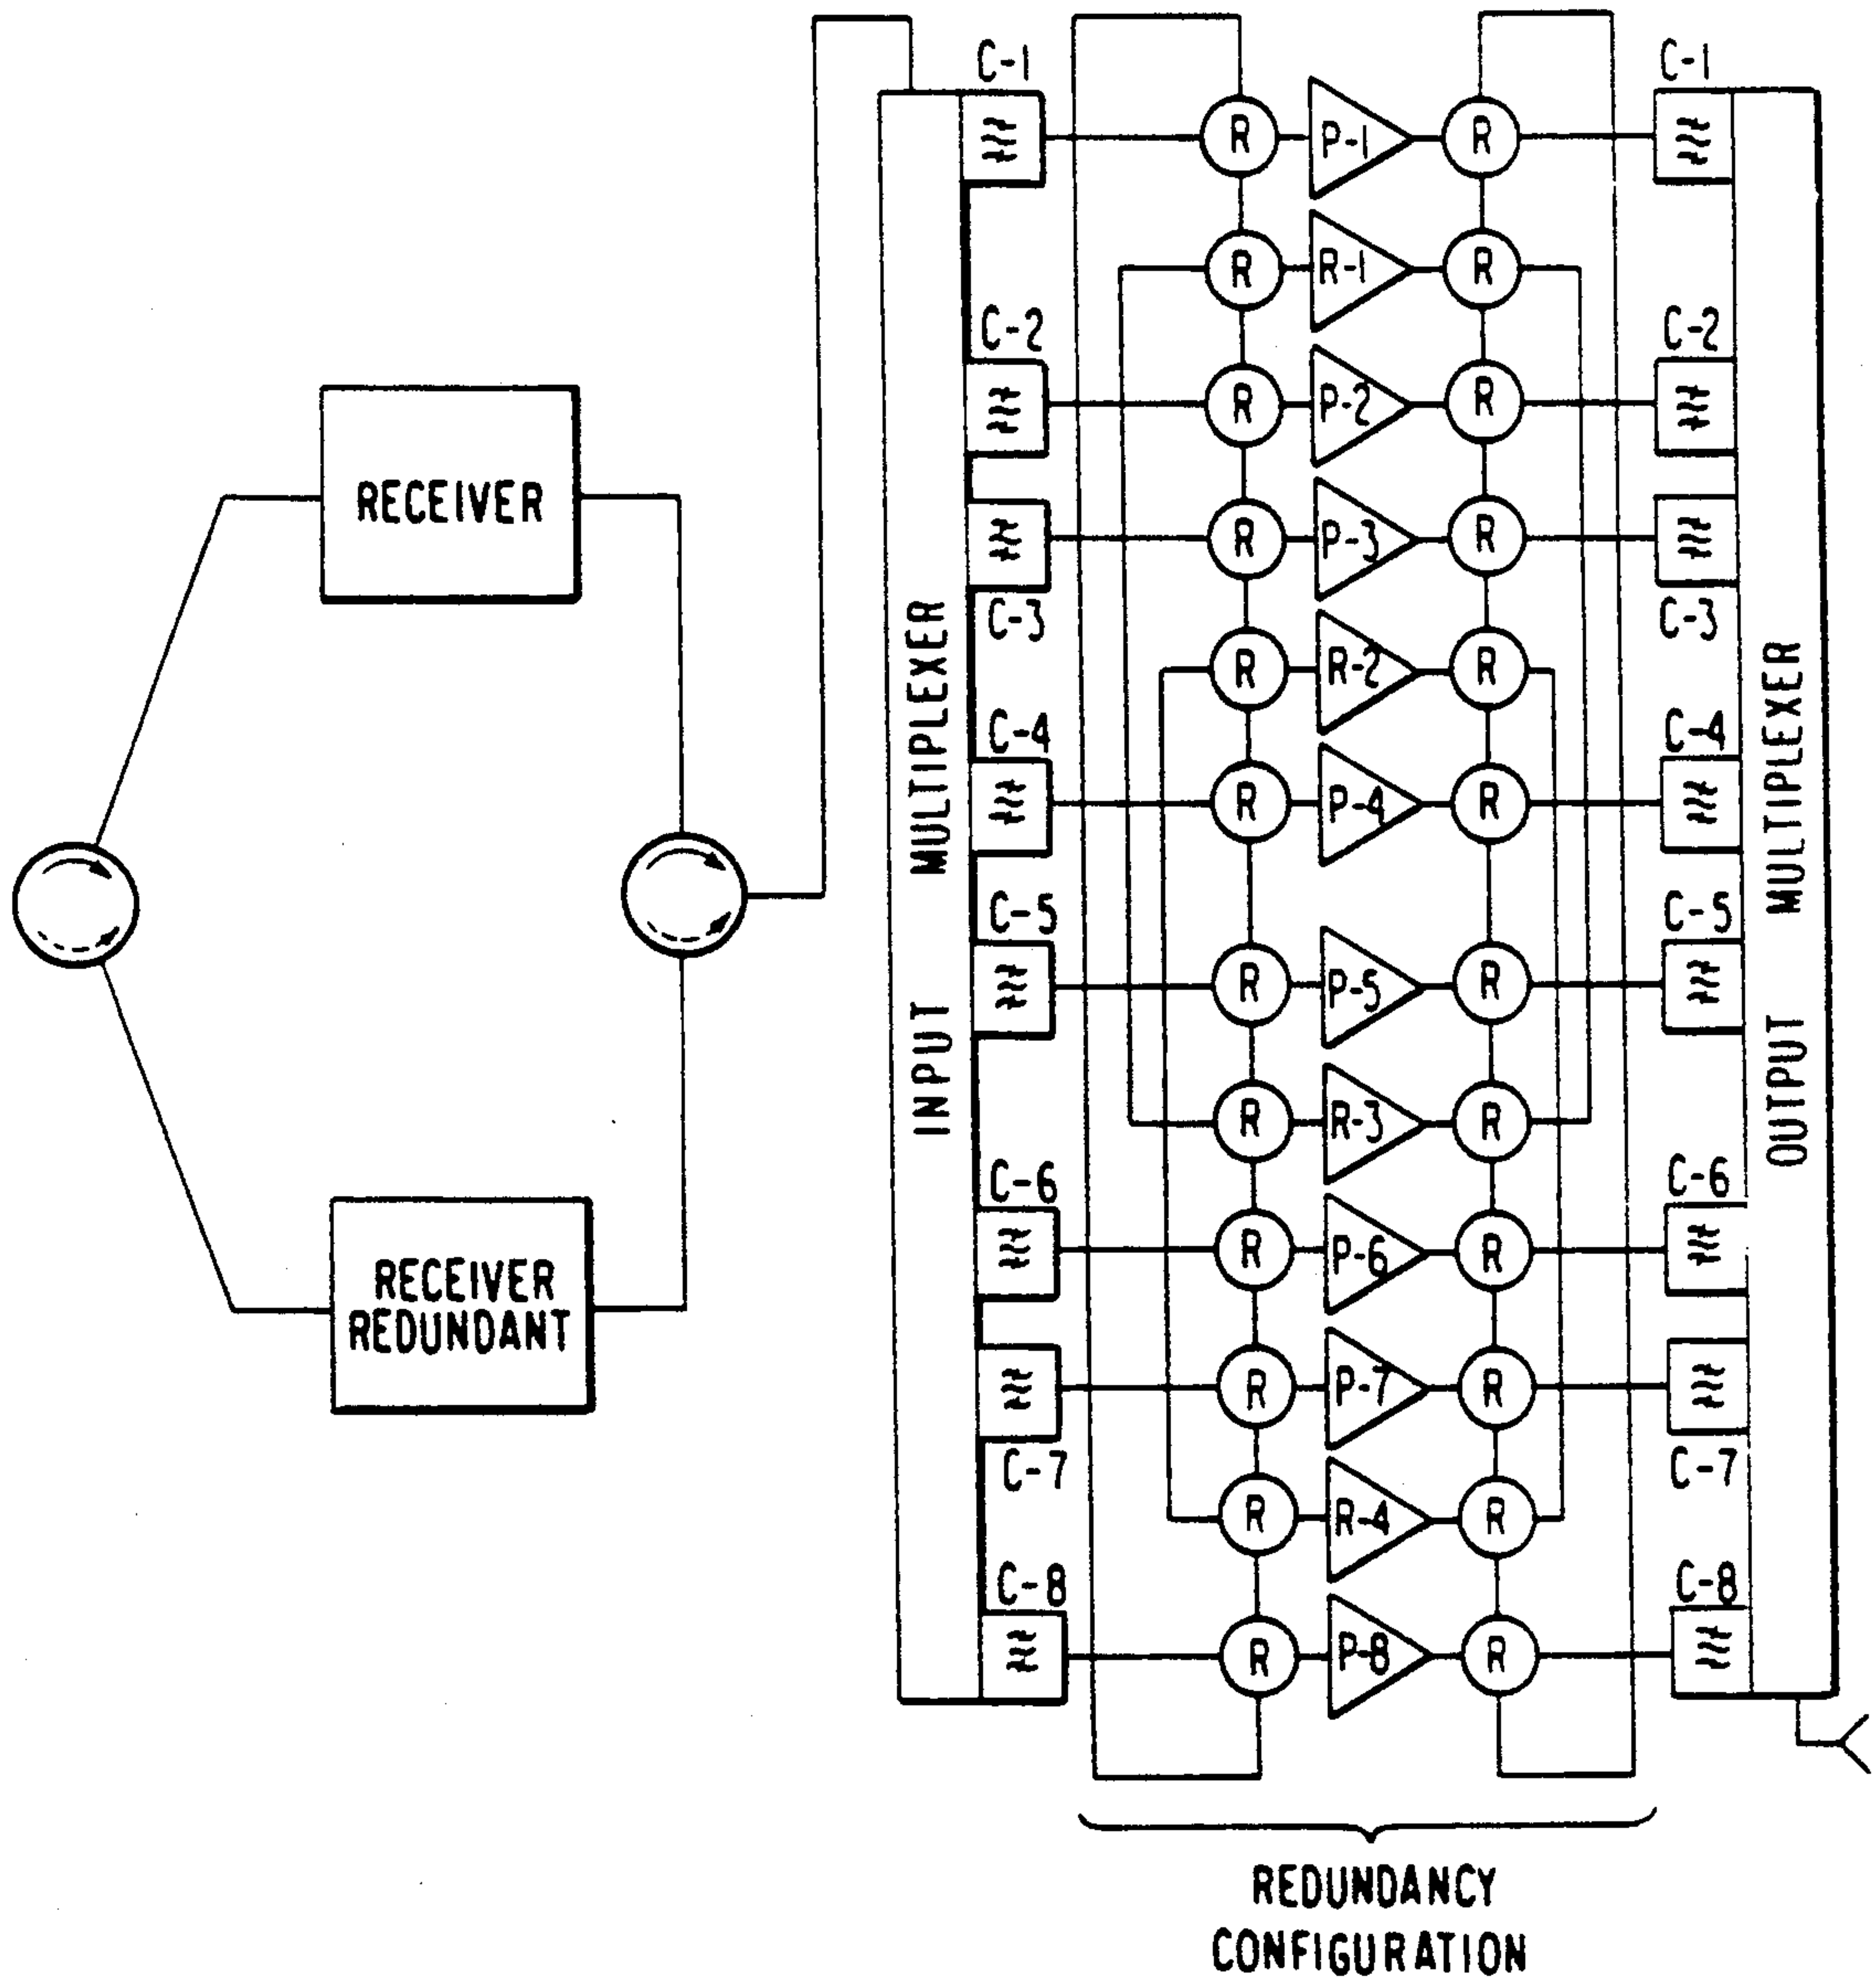 RECEIVER
RECEIVER
REDUNDANT
INPUT MULTIPLEXER
C-1
C-2
C-3
C-4
C-5
C-6
C-7
C-8
R P-1 R
R R-1 R
R P-2 R
R P-3 R
R R-2 R
R P-4 R
R P-5 R
R R-3 R
R P-6 R
R P-7 R
R R-4 R
R P-8 R
C-1
C-2
C-3
C-4
C-5
C-6
C-7
C-8
OUTPUT MULTIPLEXER
REDUNDANCY
CONFIGURATION